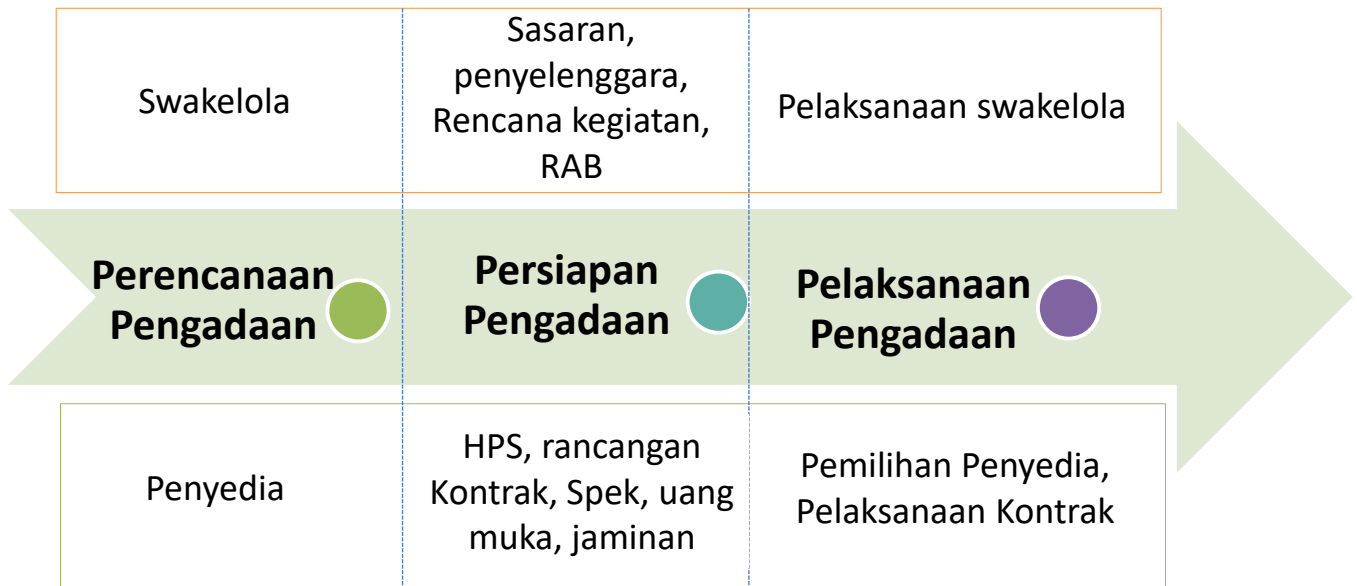 Swakelola
Sasaran,
penyelenggara,
Rencana kegiatan,
RAB
Pelaksanaan swakelola
Perencanaan
Pengadaan
Persiapan
Pengadaan
Pelaksanaan
Pengadaan
Penyedia
HPS, rancangan
Kontrak, Spek, uang
muka, jaminan
Pemilihan Penyedia,
Pelaksanaan Kontrak